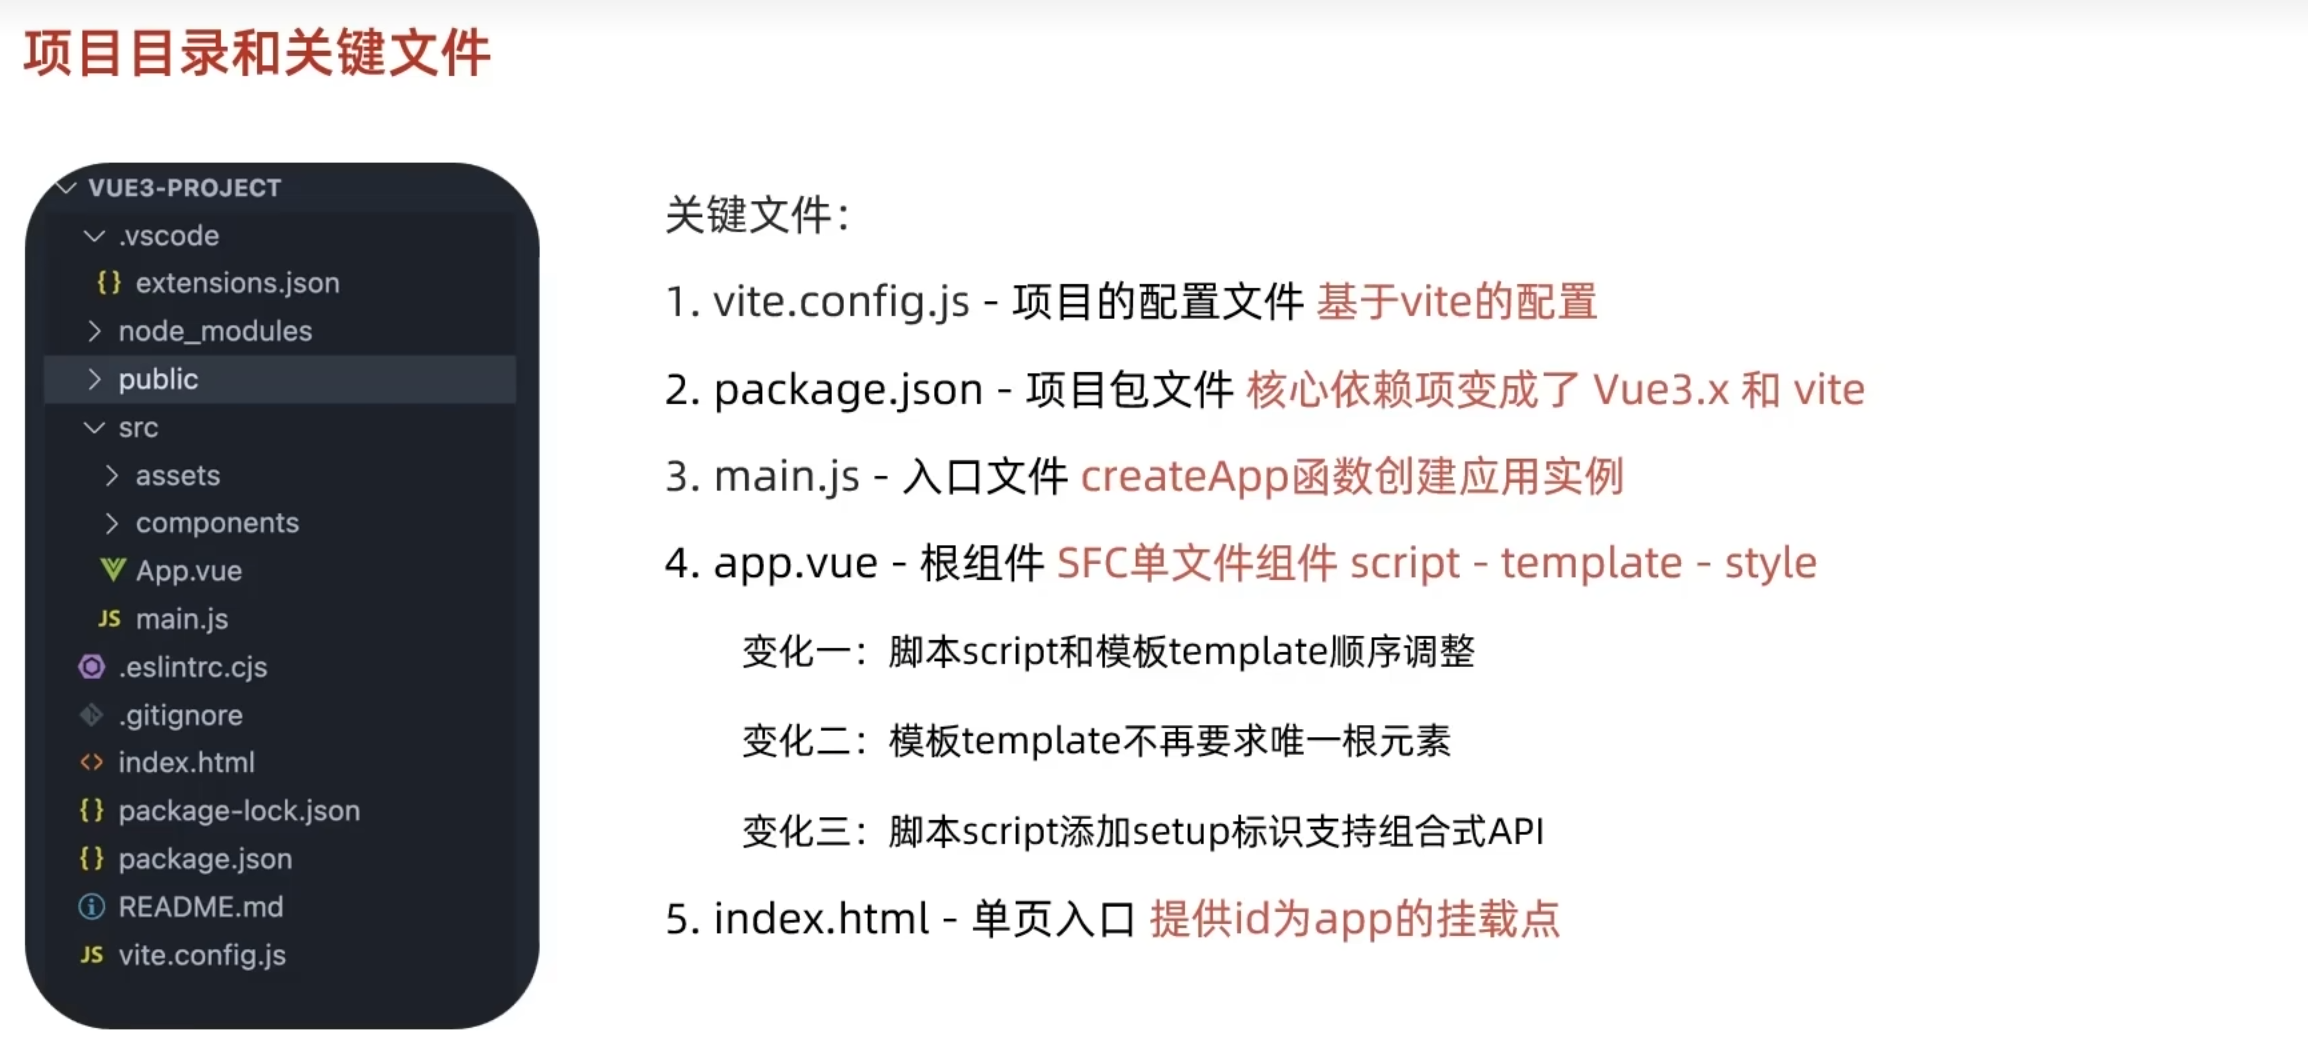 项目目录和关键文件
VUE3-PROJECT
.vscode
{} extensions.json
node_modules
public
src
assets
components
App.vue
JS main.js
.eslintrc.cjs
.gitignore
<> index.html
{} package-lock.json
{} package.json
README.md
JS vite.config.js
关键文件：
1. vite.config.js - 项目的配置文件 基于vite的配置
2. package.json - 项目包文件 核心依赖项变成了 Vue3.x 和 vite
3. main.js - 入口文件 createApp函数创建应用实例
4. app.vue - 根组件 SFC单文件组件 script - template - style
变化一：脚本script和模板template顺序调整
变化二：模板template不再要求唯一根元素
变化三：脚本script添加setup标识支持组合式API
5. index.html - 单页入口 提供id为app的挂载点